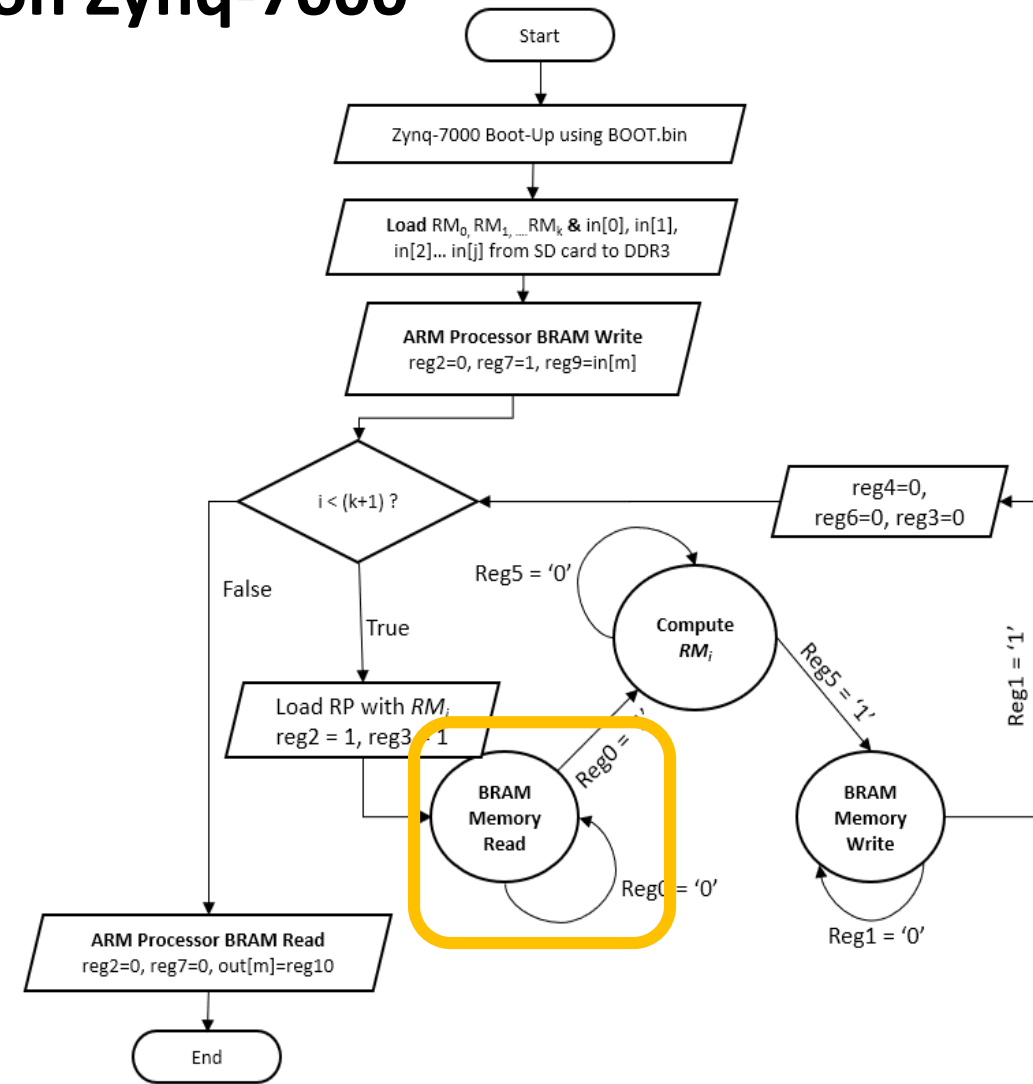 on Zynq-7000
Start
Zynq-7000 Boot-Up using BOOT.bin
Load RM0, RM1, ....RMk & in[0], in[1],
in[2]... in[j] from SD card to DDR3
ARM Processor BRAM Write
reg2=0, reg7=1, reg9=in[m]
i < (k+1) ?
reg4=0,
reg6=0, reg3=0
False
True
Reg5 = ‘0’
Compute
RMi
Reg5 = ‘1’
Reg1 = ‘1’
Load RP with RMi
reg2 = 1, reg3 = 1
Reg0 =
BRAM
Memory
Read
Reg0 = ‘0’
BRAM
Memory
Write
Reg1 = ‘0’
ARM Processor BRAM Read
reg2=0, reg7=0, out[m]=reg10
End